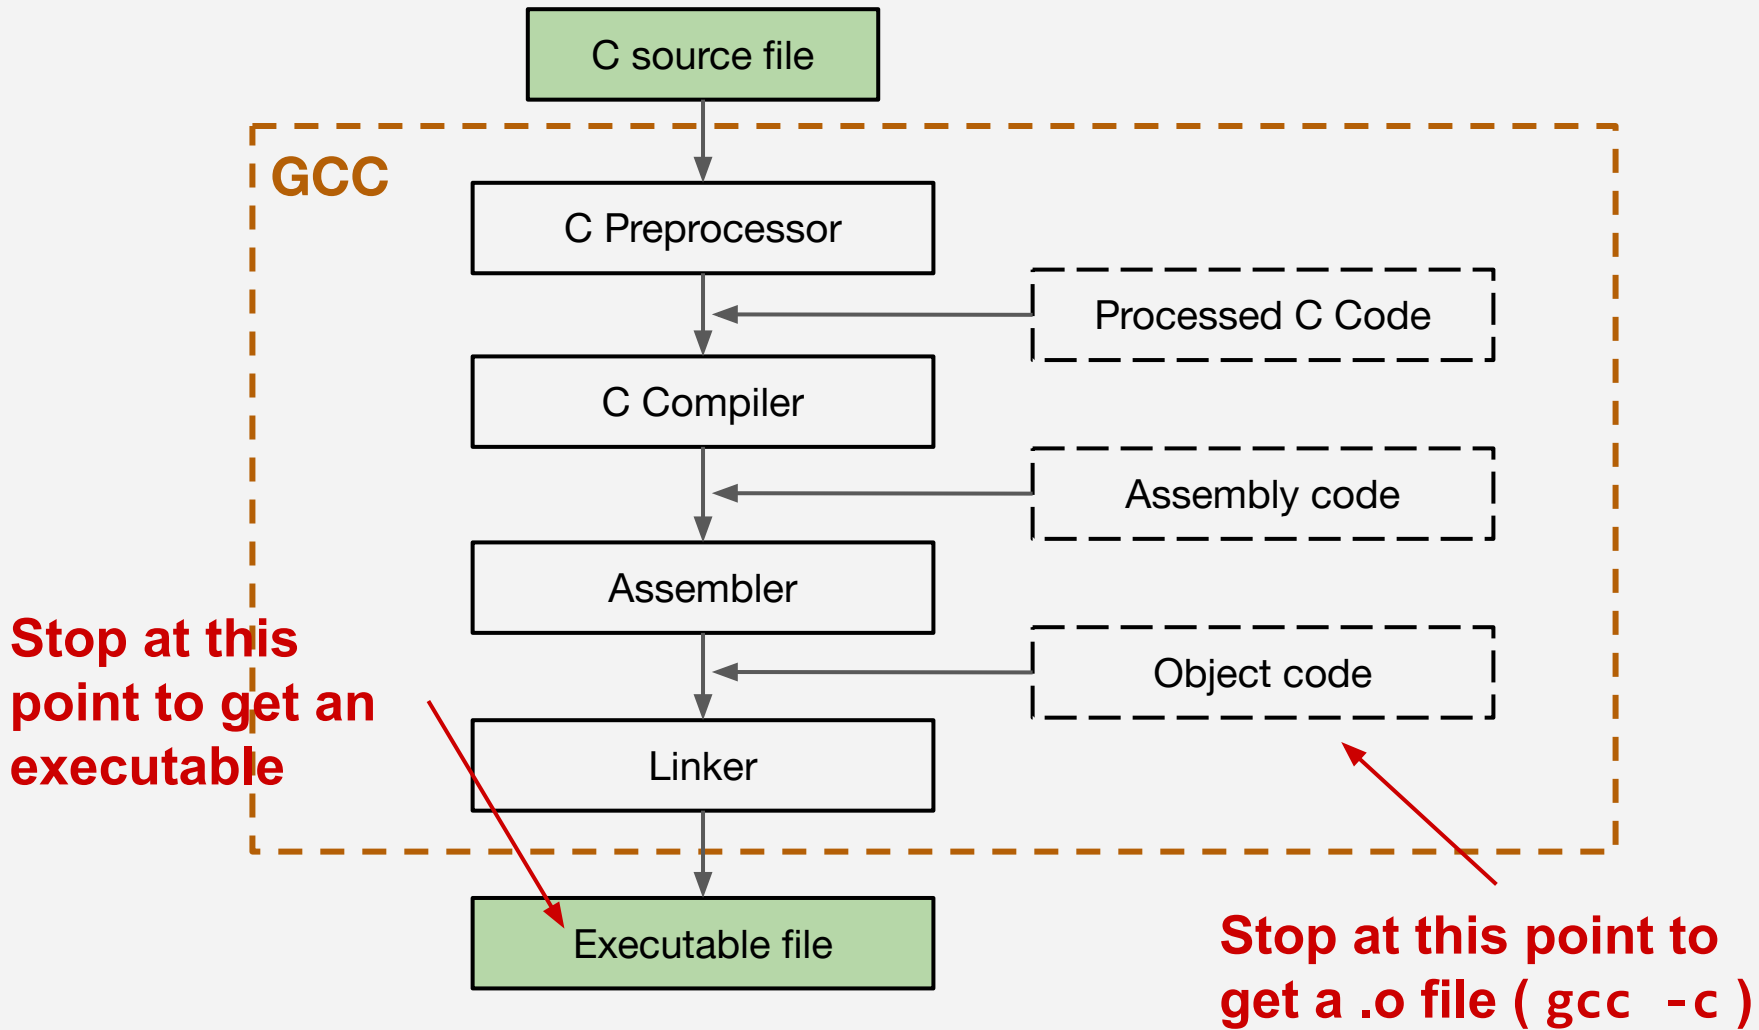 C source file
GCC
C Preprocessor
Processed C Code
C Compiler
Assembly code
Assembler
Stop at this
point to get an
executable
Object code
Linker
Executable file
Stop at this point to
get a .o file ( gcc -c )